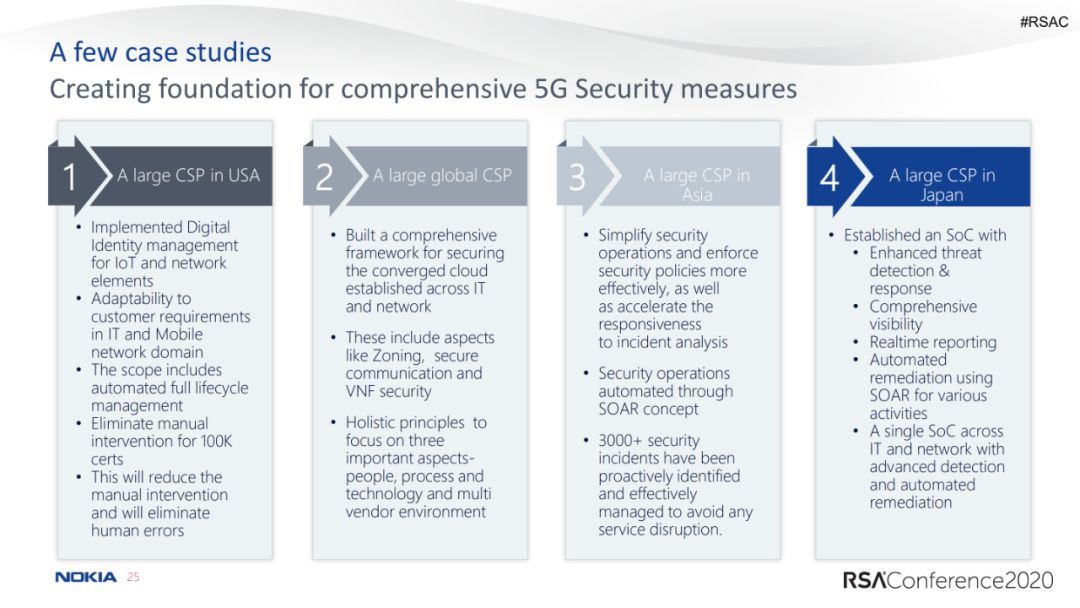 #RSAC
A few case studies
Creating foundation for comprehensive 5G Security measures
1
A large CSP in USA
• Implemented Digital
Identity management
for IoT and network
elements
• Adaptability to
customer requirements
in IT and Mobile
network domain
• The scope includes
automated full lifecycle
management
• Eliminate manual
intervention for 100K
certs
• This will reduce the
manual intervention
and will eliminate
human errors
2
A large global CSP
• Built a comprehensive
framework for securing
the converged cloud
established across IT
and network
• These include aspects
like Zoning, secure
communication and
VNF security
• Holistic principles to
focus on three
important aspects-
people, process and
technology and multi
vendor environment
3
A large CSP in
Asia
• Simplify security
operations and enforce
security policies more
effectively, as well
as accelerate the
responsiveness
to incident analysis
• Security operations
automated through
SOAR concept
• 3000+ security
incidents have been
proactively identified
and effectively
managed to avoid any
service disruption.
4
A large CSP in
Japan
• Established an SoC with
• Enhanced threat
detection &
response
• Comprehensive
visibility
• Realtime reporting
• Automated
remediation using
SOAR for various
activities
• A single SoC across
IT and network with
advanced detection
and automated
remediation
NOKIA 25
RSAConference2020